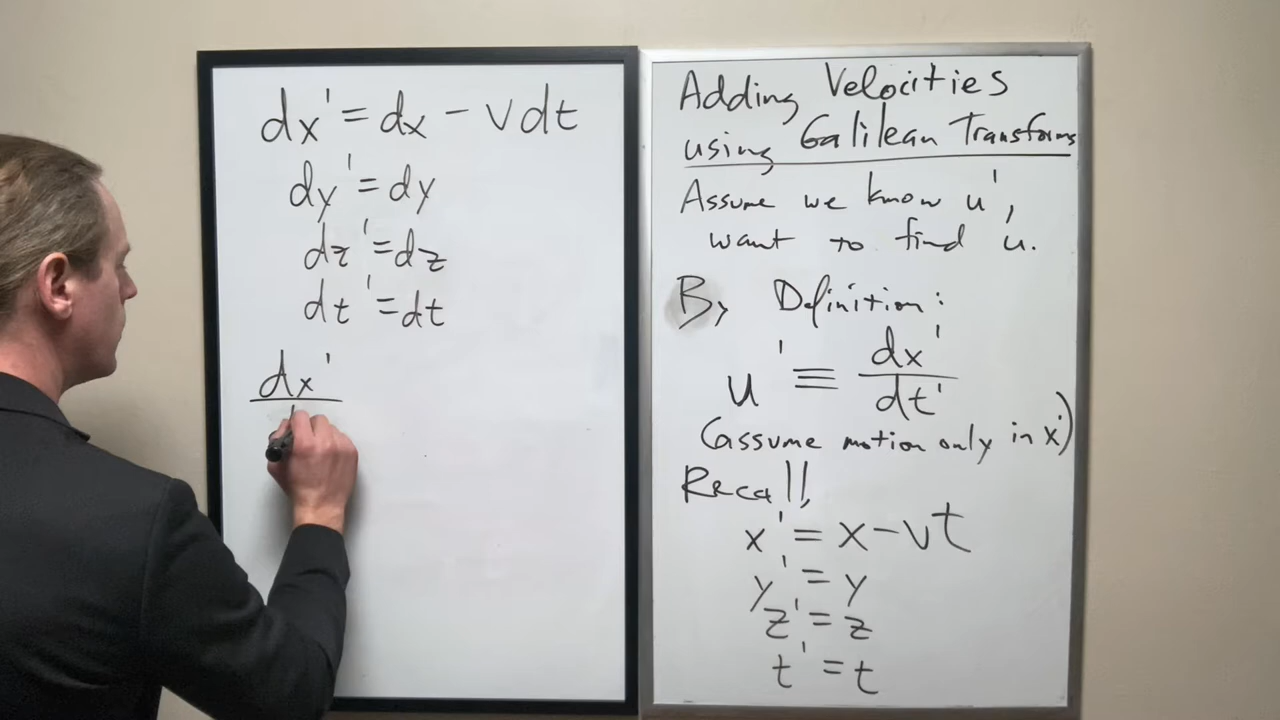 dx' = dx - vdt
dy' = dy
dz' = dz
dt' = dt
dx'
Adding Velocities
using Galilean Transforms
Assume we know u',
want to find u.
By Definition:
u' ≡ dx'/dt'
(assume motion only in x')
Recall,
x' = x-vt
y' = y
z' = z
t' = t